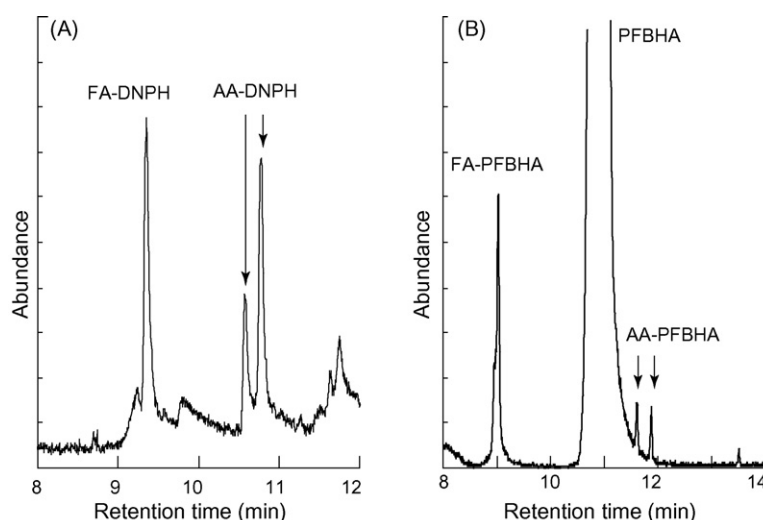 (A)
FA-DNPH
AA-DNPH
Abundance
8 9 10 11 12
Retention time (min)
(B)
PFBHA
FA-PFBHA
AA-PFBHA
Abundance
8 10 12 14
Retention time (min)